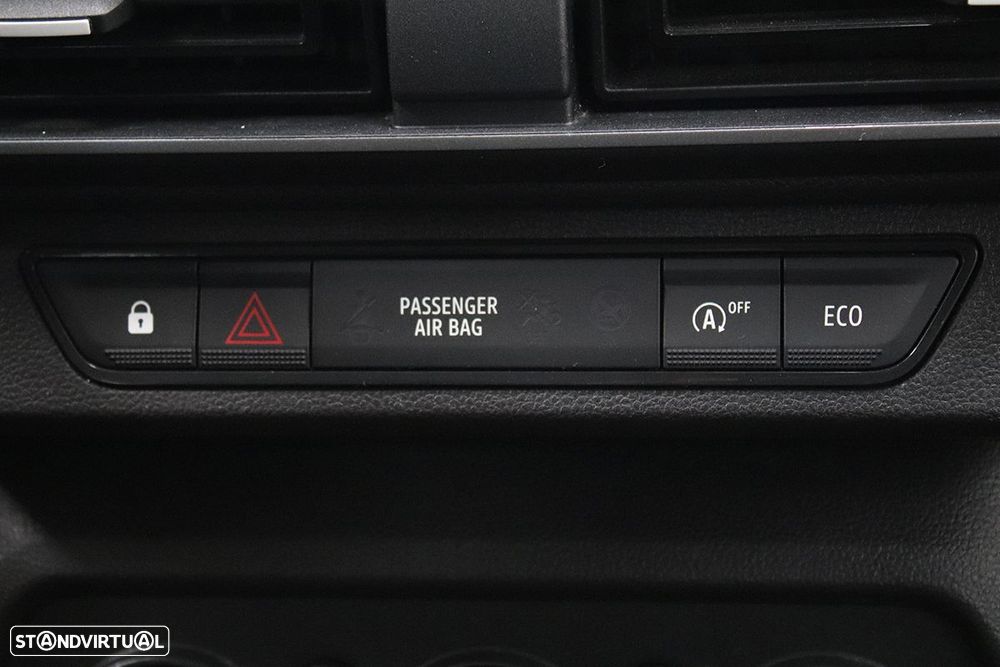 PASSENGER
AIR BAG
A OFF
ECO
STANDVIRTUAL